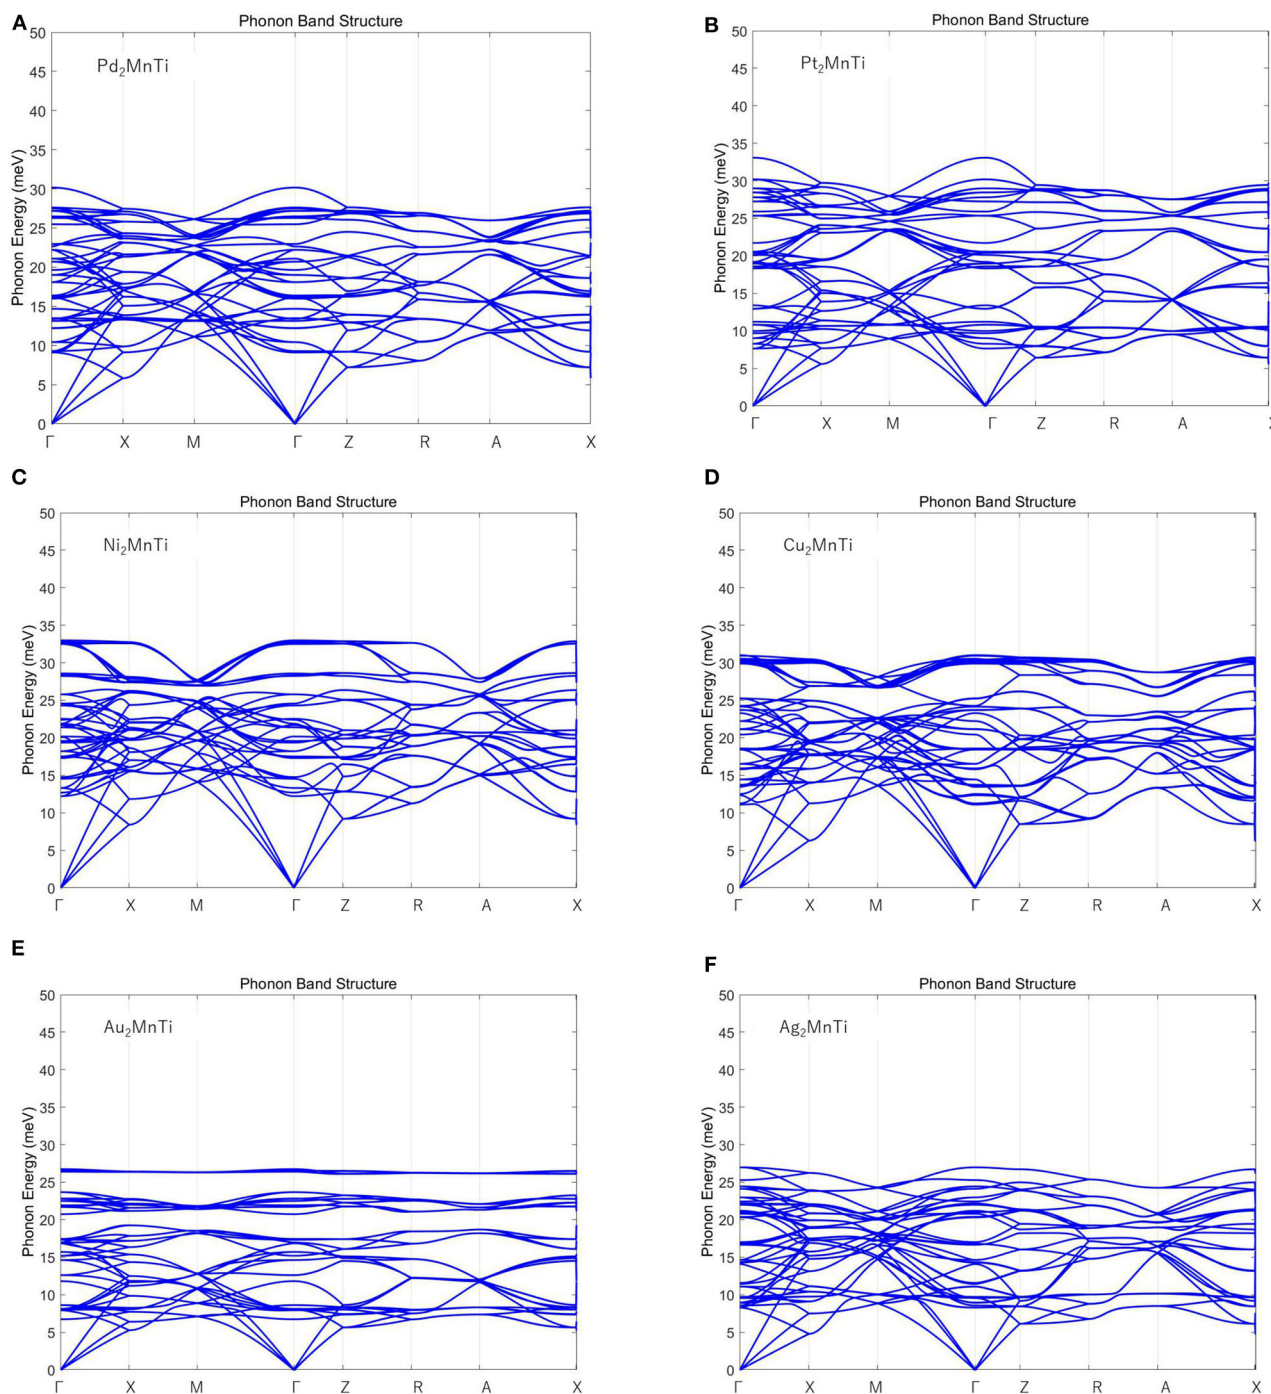 A
Phonon Band Structure
Pd₂MnTi
Phonon Energy (meV)
50
45
40
35
30
25
20
15
10
5
0
Γ X M Γ Z R A X
B
Phonon Band Structure
Pt₂MnTi
Phonon Energy (meV)
50
45
40
35
30
25
20
15
10
5
0
Γ X M Γ Z R A X
C
Phonon Band Structure
Ni₂MnTi
Phonon Energy (meV)
50
45
40
35
30
25
20
15
10
5
0
Γ X M Γ Z R A X
D
Phonon Band Structure
Cu₂MnTi
Phonon Energy (meV)
50
45
40
35
30
25
20
15
10
5
0
Γ X M Γ Z R A X
E
Phonon Band Structure
Au₂MnTi
Phonon Energy (meV)
50
45
40
35
30
25
20
15
10
5
0
Γ X M Γ Z R A X
F
Phonon Band Structure
Ag₂MnTi
Phonon Energy (meV)
50
45
40
35
30
25
20
15
10
5
0
Γ X M Γ Z R A X